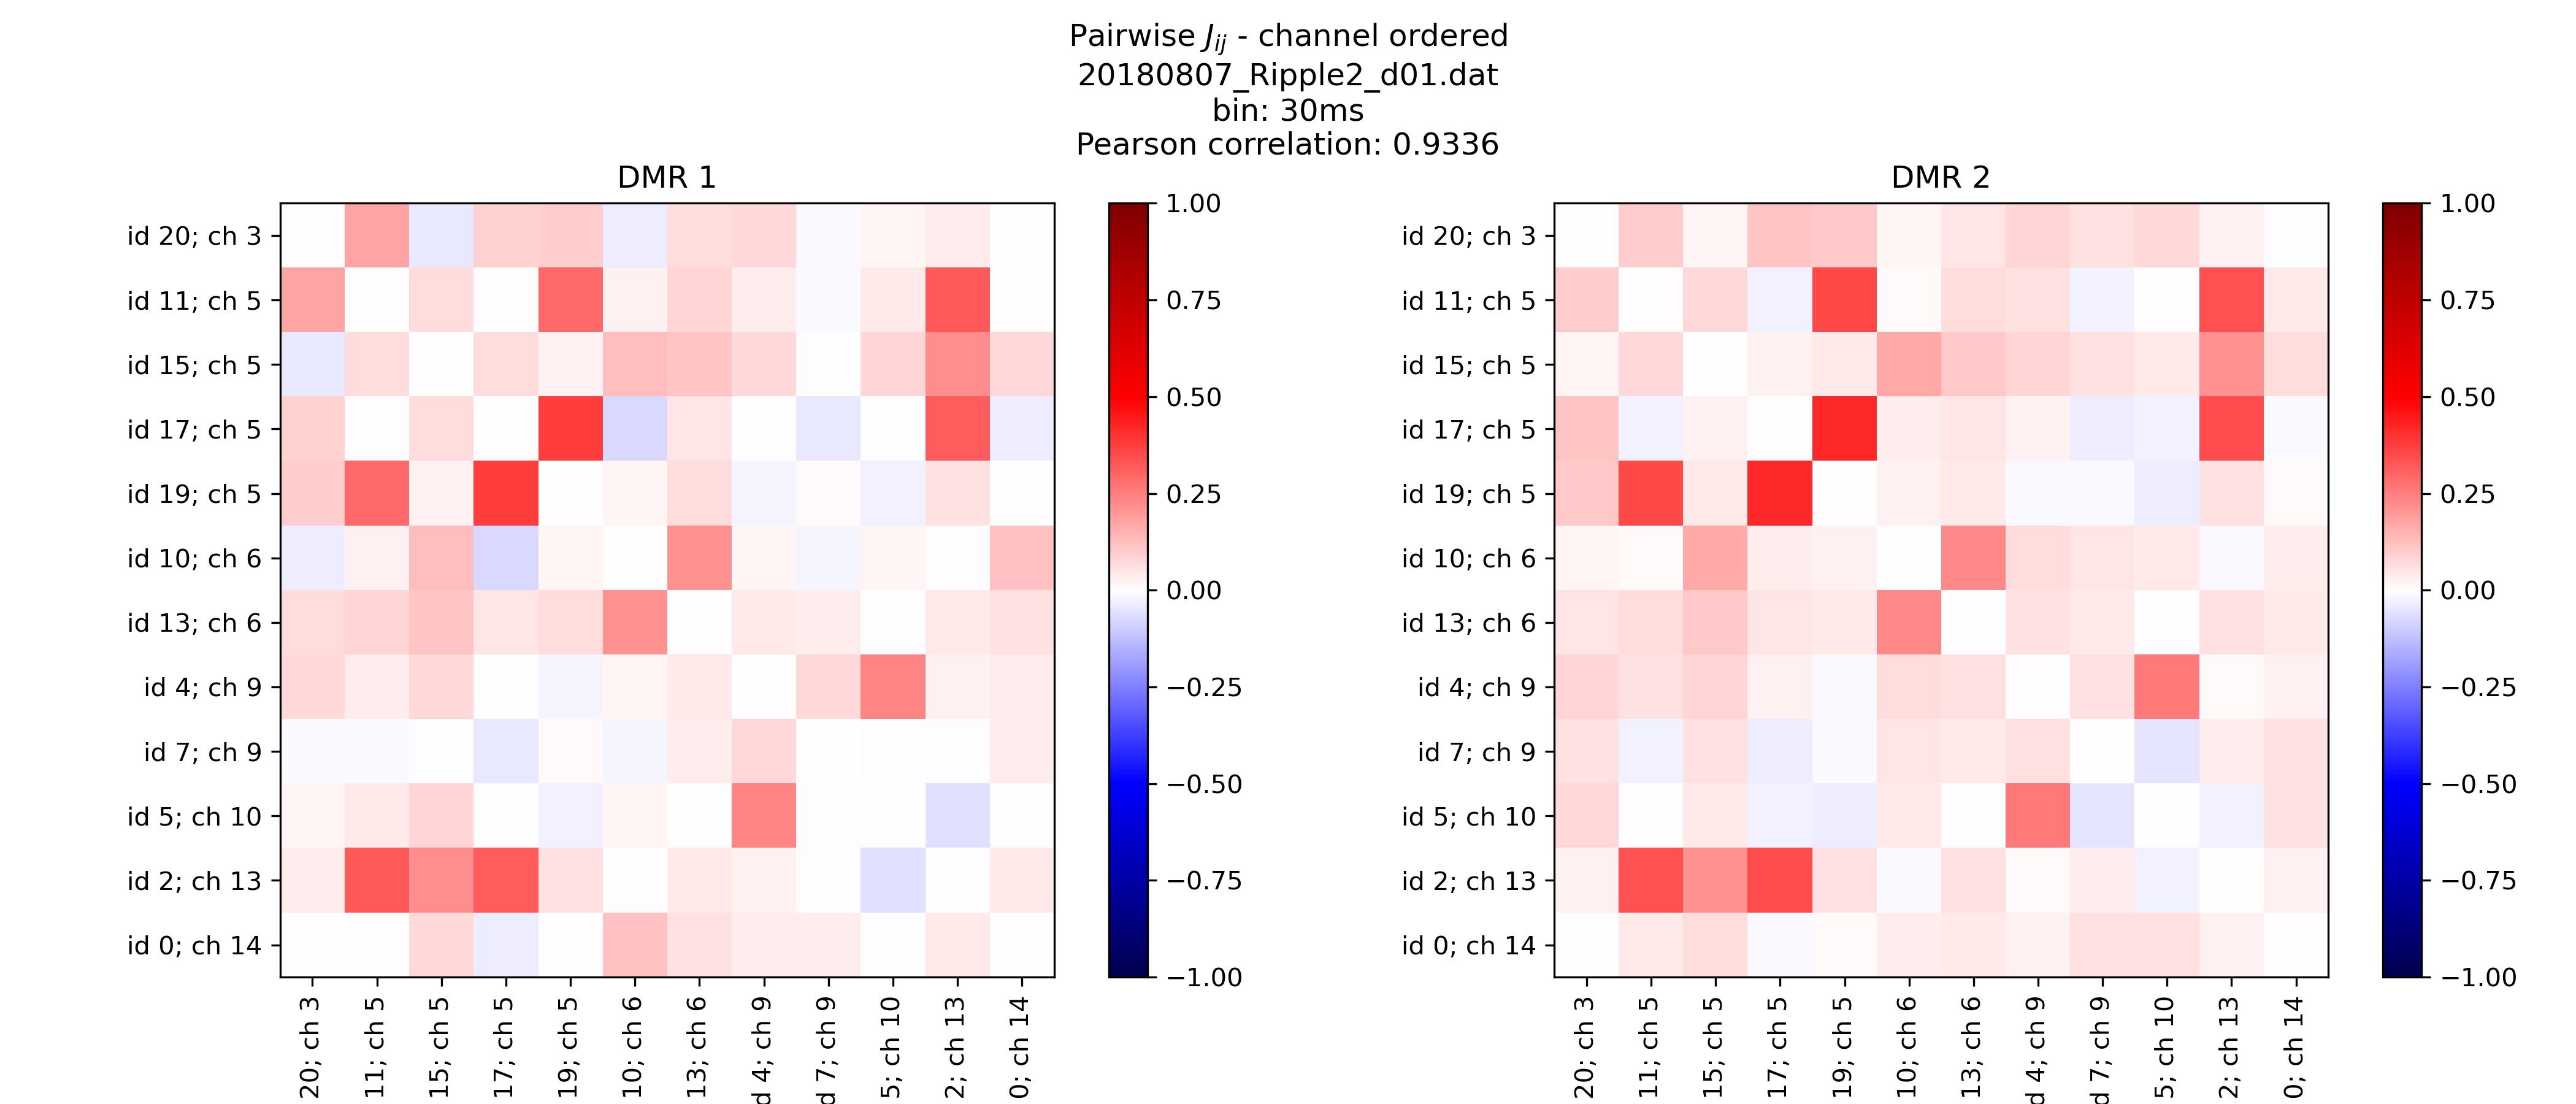 Pairwise J_ij - channel ordered
20180807_Ripple2_d01.dat
bin: 30ms
Pearson correlation: 0.9336
DMR 1
id 20; ch 3
id 11; ch 5
id 15; ch 5
id 17; ch 5
id 19; ch 5
id 10; ch 6
id 13; ch 6
id 4; ch 9
id 7; ch 9
id 5; ch 10
id 2; ch 13
id 0; ch 14
20; ch 3
11; ch 5
15; ch 5
17; ch 5
19; ch 5
10; ch 6
13; ch 6
d 4; ch 9
d 7; ch 9
5; ch 10
2; ch 13
0; ch 14
1.00
0.75
0.50
0.25
0.00
−0.25
−0.50
−0.75
−1.00
DMR 2
id 20; ch 3
id 11; ch 5
id 15; ch 5
id 17; ch 5
id 19; ch 5
id 10; ch 6
id 13; ch 6
id 4; ch 9
id 7; ch 9
id 5; ch 10
id 2; ch 13
id 0; ch 14
20; ch 3
11; ch 5
15; ch 5
17; ch 5
19; ch 5
10; ch 6
13; ch 6
d 4; ch 9
d 7; ch 9
5; ch 10
2; ch 13
0; ch 14
1.00
0.75
0.50
0.25
0.00
−0.25
−0.50
−0.75
−1.00